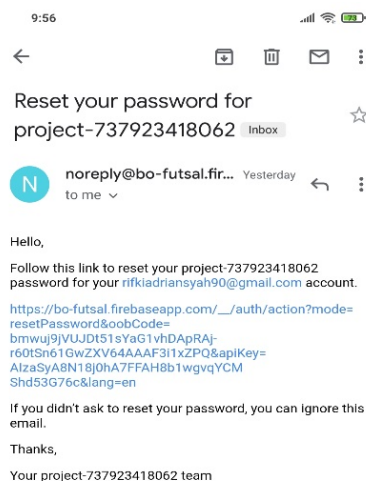 9:56
73
Reset your password for
project-737923418062 Inbox
N
noreply@bo-futsal.fir... Yesterday
to me
Hello,
Follow this link to reset your project-737923418062
password for your rifkiadriansyah90@gmail.com account.
https://bo-futsal.firebaseapp.com/__/auth/action?mode=
resetPassword&oobCode=
bmwuj9jVUJDt51sYaG1vhDApRAj-
r60tSn61GwZXV64AAAF3i1xZPQ&apiKey=
AIzaSyA8N18j0hA7FFAH8b1wgvqYCM
Shd53G76c&lang=en
If you didn't ask to reset your password, you can ignore this
email.
Thanks,
Your project-737923418062 team